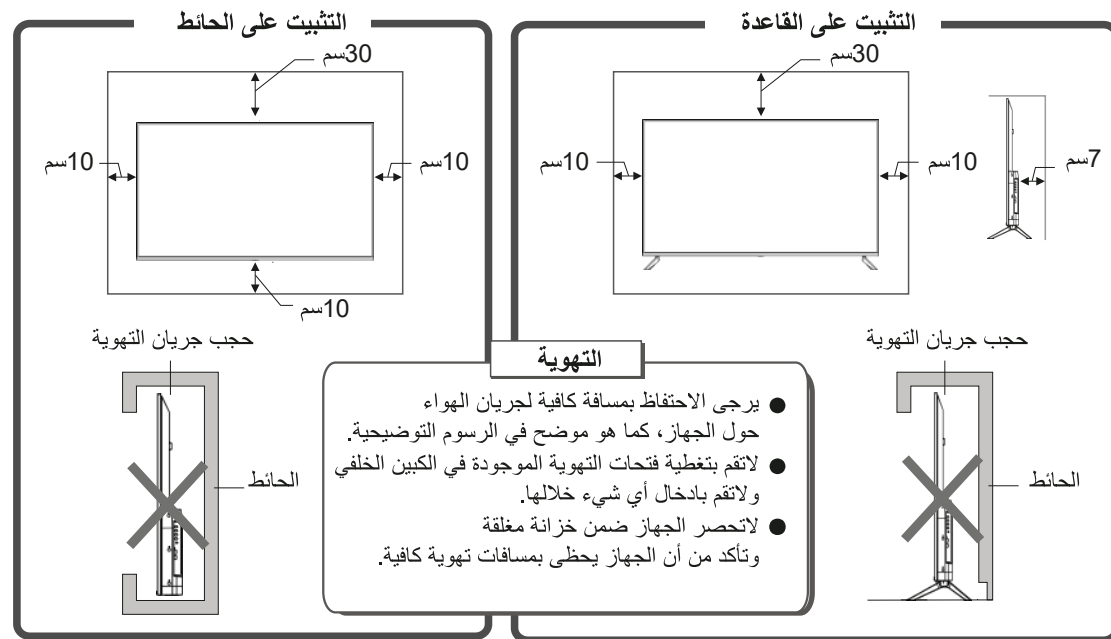 التثبيت على القاعدة
30سم
10سم
10سم
7سم
حجب جريان التهوية
الحائط
التثبيت على الحائط
30سم
10سم
10سم
10سم
حجب جريان التهوية
الحائط
التهوية
● يرجى الاحتفاظ بمسافة كافية لجريان الهواء
حول الجهاز، كما هو موضح في الرسوم التوضيحية.
● لاتقم بتغطية فتحات التهوية الموجودة في الكبين الخلفي
ولاتقم بادخال أي شيء خلالها.
● لاتحصر الجهاز ضمن خزانة مغلقة
وتأكد من أن الجهاز يحظى بمسافات تهوية كافية.